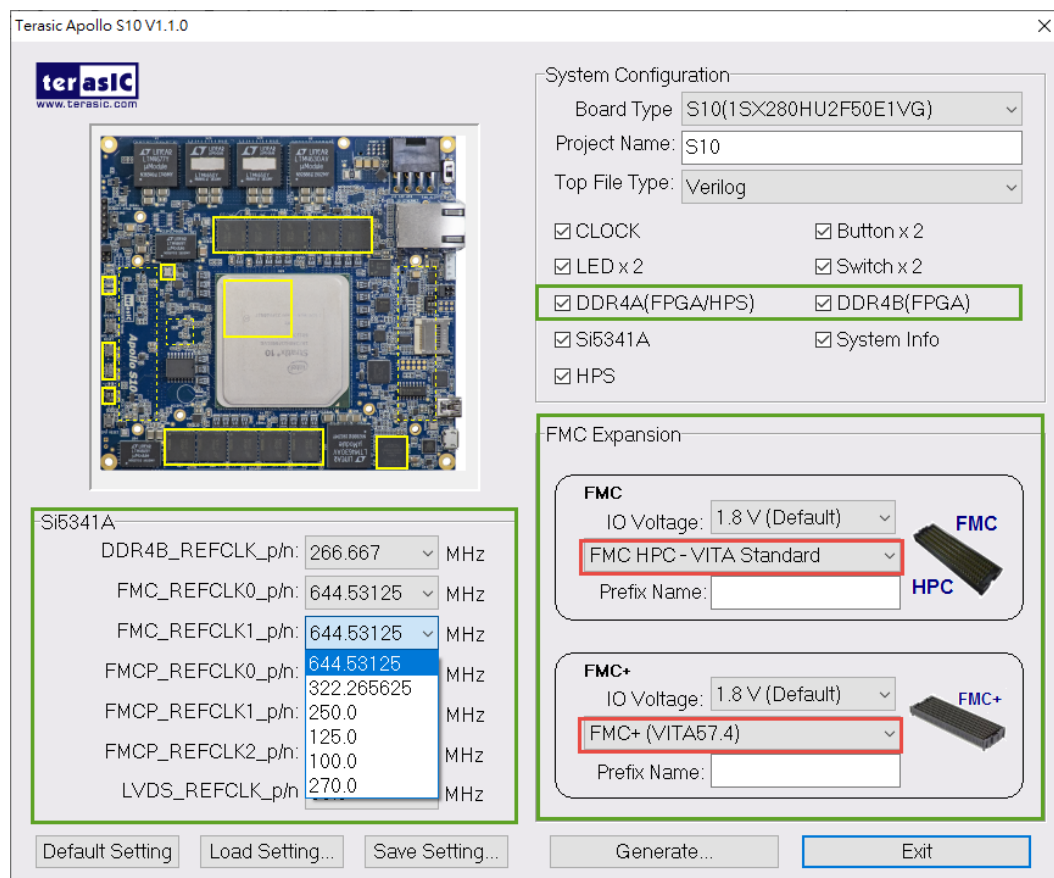 Terasic Apollo S10 V1.1.0
terasIC
www.terasic.com
Apollo S10
System Configuration
Board Type S10(1SX280HU2F50E1VG)
Project Name: S10
Top File Type: Verilog
CLOCK Button x 2
LED x 2 Switch x 2
DDR4A(FPGA/HPS) DDR4B(FPGA)
Si5341A System Info
HPS
Si5341A
DDR4B_REFCLK_p/n: 266.667 MHz
FMC_REFCLK0_p/n: 644.53125 MHz
FMC_REFCLK1_p/n: 644.53125 MHz
FMCP_REFCLK0_p/n: MHz
FMCP_REFCLK1_p/n: MHz
FMCP_REFCLK2_p/n: MHz
LVDS_REFCLK_p/n MHz
644.53125
322.265625
250.0
125.0
100.0
270.0
FMC Expansion
FMC
IO Voltage: 1.8 V (Default)
FMC HPC - VITA Standard
Prefix Name:
FMC
HPC
FMC+
IO Voltage: 1.8 V (Default)
FMC+ (VITA57.4)
Prefix Name:
FMC+
Default Setting Load Setting... Save Setting... Generate... Exit